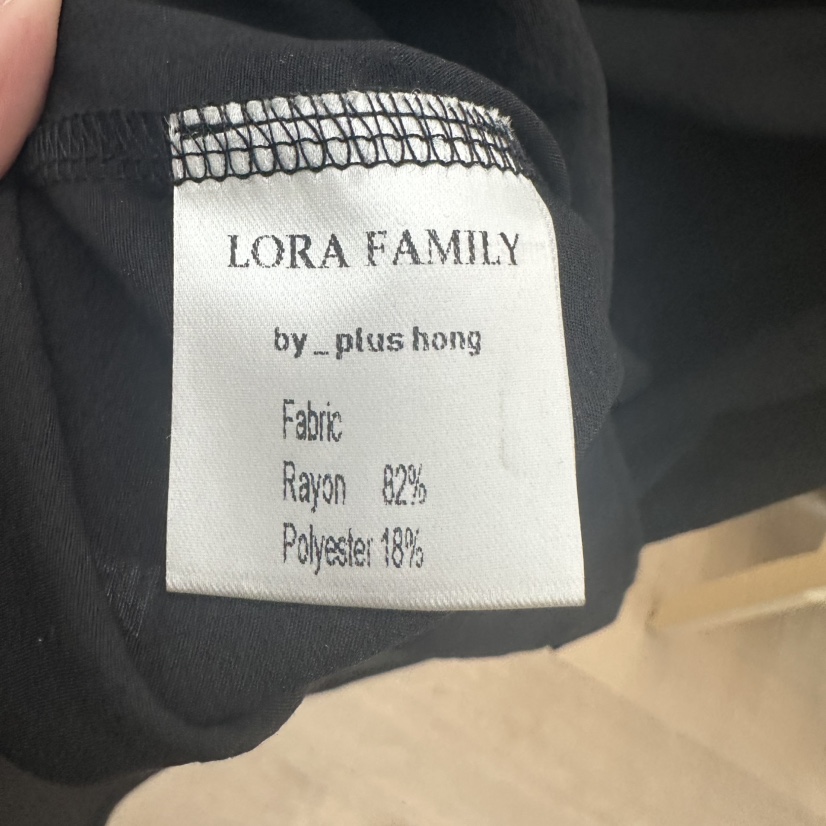 LORA FAMILY
by_plus hong
Fabric
Rayon 82%
Polyester 18%